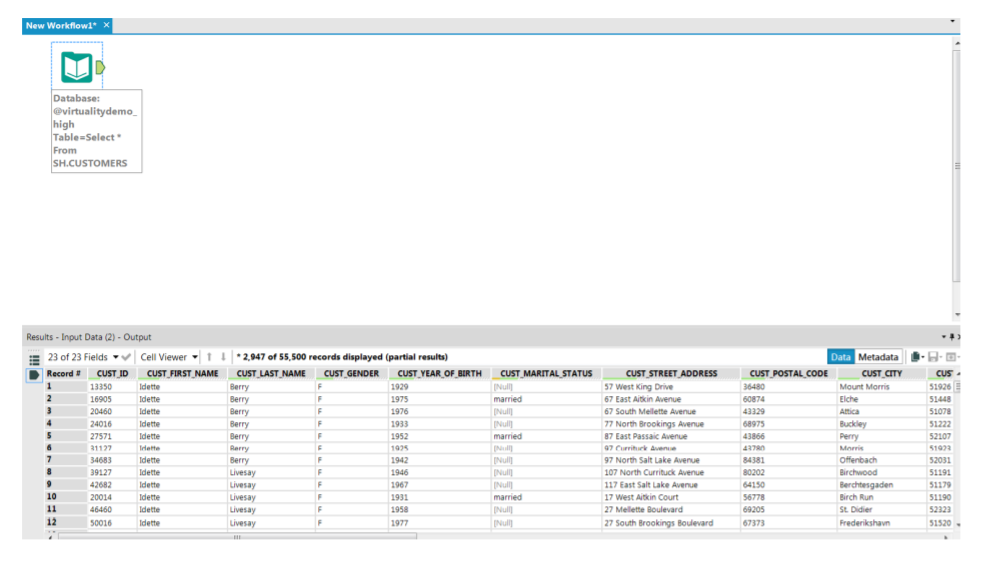 New Workflow1* ×
Database:
@virtualitydemo_
high
Table=Select *
From
SH.CUSTOMERS
Results - Input Data (2) - Output
23 of 23 Fields Cell Viewer * 2,947 of 55,500 records displayed (partial results) Data Metadata
Record # CUST_ID CUST_FIRST_NAME CUST_LAST_NAME CUST_GENDER CUST_YEAR_OF_BIRTH CUST_MARITAL_STATUS CUST_STREET_ADDRESS CUST_POSTAL_CODE CUST_CITY CUS
1 13350 Idette Berry F 1929 [Null] 57 West King Drive 36480 Mount Morris 51926
2 16905 Idette Berry F 1975 married 67 East Aitkin Avenue 60874 Elche 51448
3 20460 Idette Berry F 1976 [Null] 67 South Mellette Avenue 43329 Attica 51078
4 24016 Idette Berry F 1933 [Null] 77 North Brookings Avenue 68975 Buckley 51222
5 27571 Idette Berry F 1952 married 87 East Passaic Avenue 43866 Perry 52107
6 31127 Idette Berry F 1925 [Null] 97 Currituck Avenue 43780 Morris 51923
7 34683 Idette Berry F 1942 [Null] 97 North Salt Lake Avenue 84381 Offenbach 52031
8 39127 Idette Livesay F 1946 [Null] 107 North Currituck Avenue 80202 Birchwood 51191
9 42682 Idette Livesay F 1967 [Null] 117 East Salt Lake Avenue 64150 Berchtesgaden 51179
10 20014 Idette Livesay F 1931 married 17 West Aitkin Court 56778 Birch Run 51190
11 46460 Idette Livesay F 1958 [Null] 27 Mellette Boulevard 69205 St. Didier 52323
12 50016 Idette Livesay F 1977 [Null] 27 South Brookings Boulevard 67373 Frederikshavn 51520